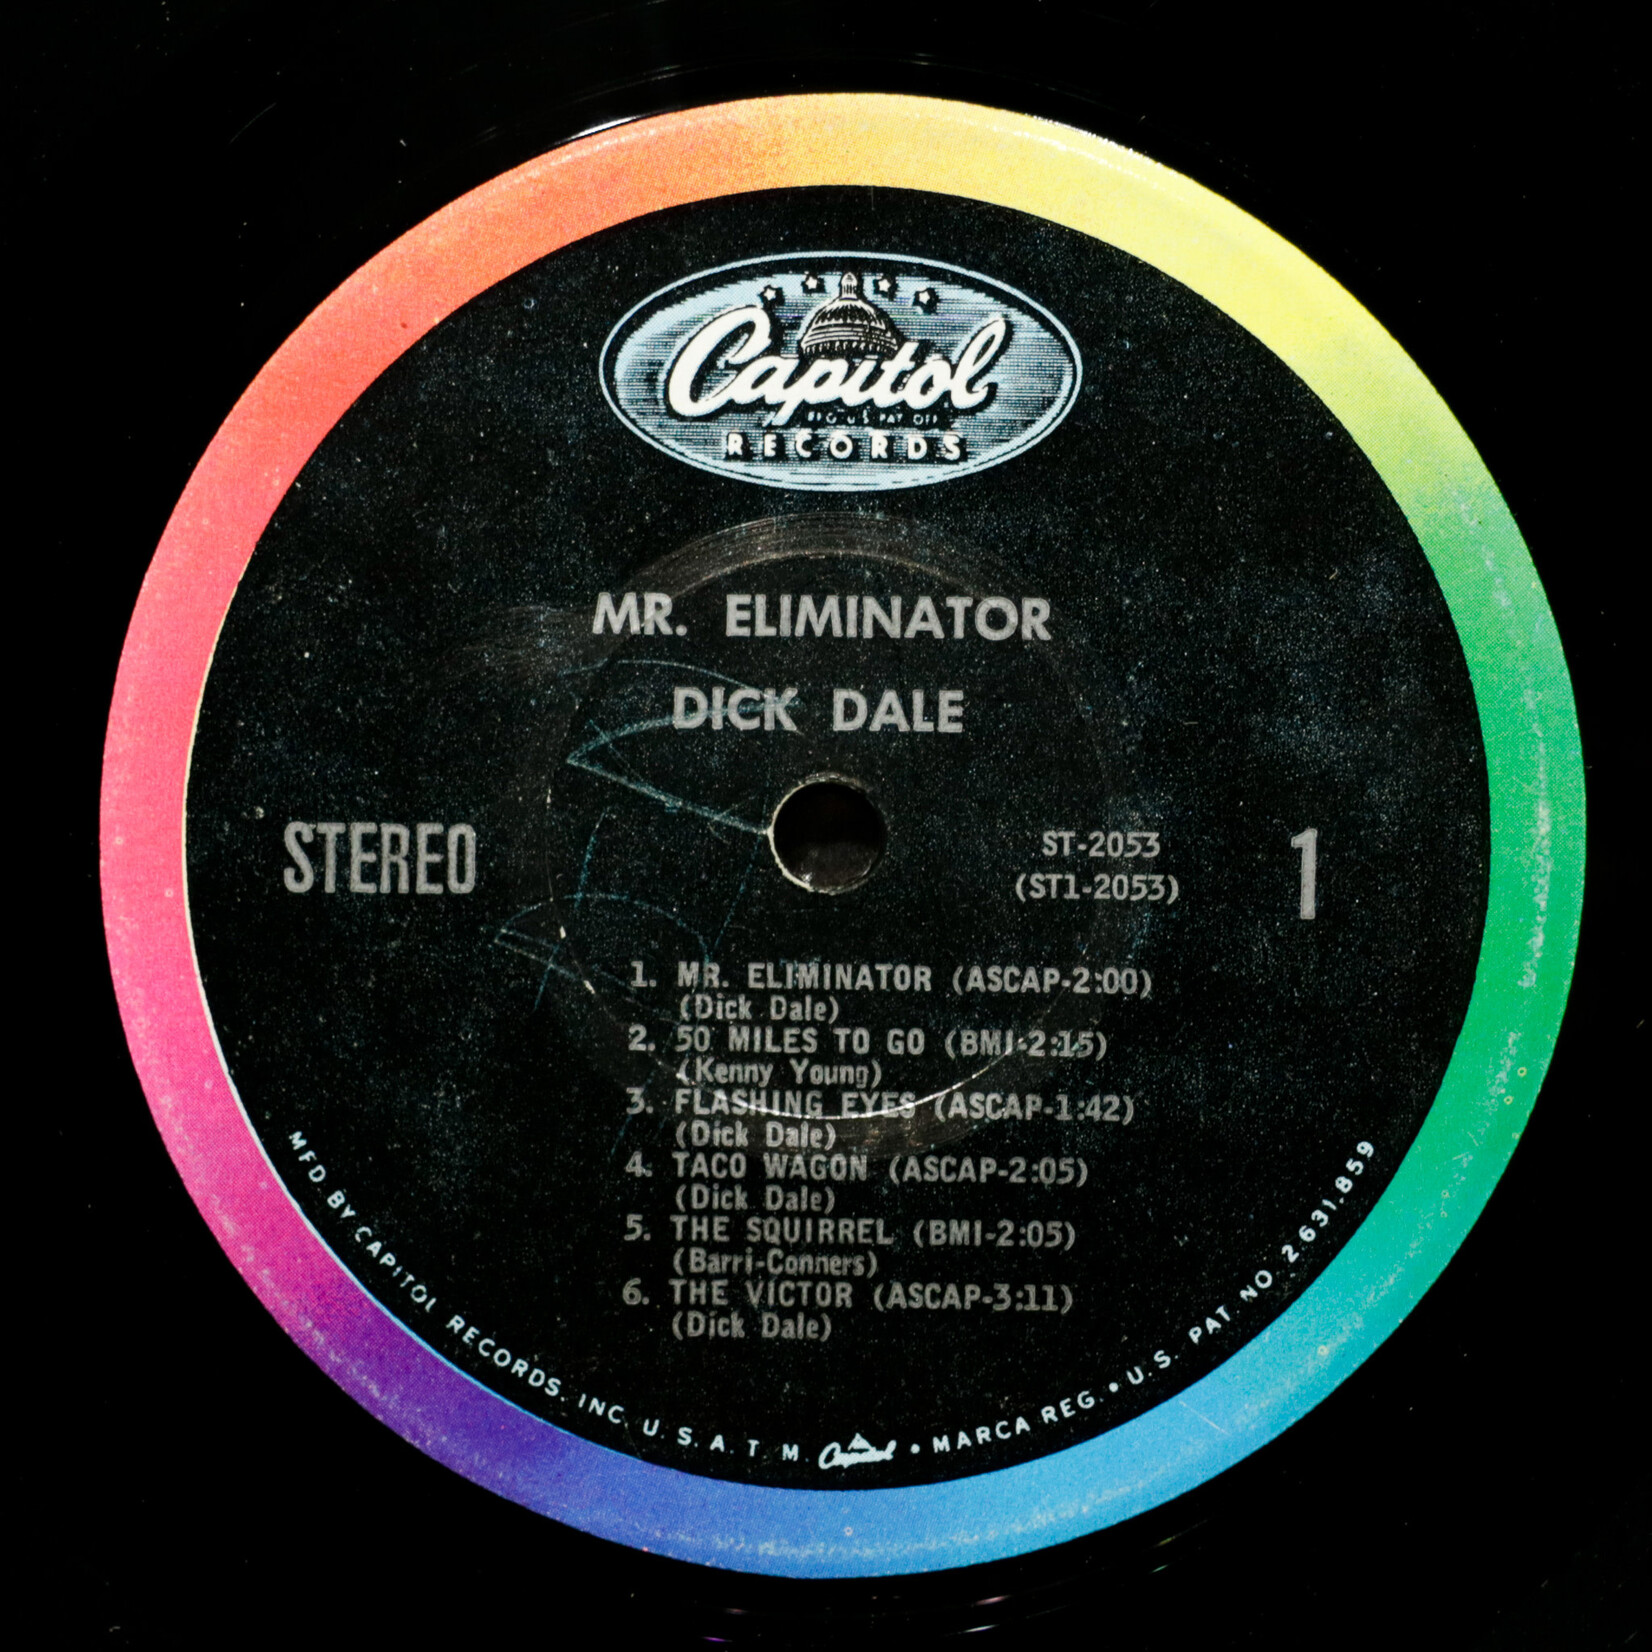 Capitol
REG. U.S. PAT. OFF.
RECORDS
MR. ELIMINATOR
DICK DALE
STEREO
ST-2053
(ST1-2053)
1
1. MR. ELIMINATOR (ASCAP-2:00)
(Dick Dale)
2. 50 MILES TO GO (BMI-2:15)
(Kenny Young)
3. FLASHING EYES (ASCAP-1:42)
(Dick Dale)
4. TACO WAGON (ASCAP-2:05)
(Dick Dale)
5. THE SQUIRREL (BMI-2:05)
(Barri-Conners)
6. THE VICTOR (ASCAP-3:11)
(Dick Dale)
MFD BY CAPITOL RECORDS, INC. U.S.A. T.M. Capitol • MARCA REG. • U.S. PAT. NO. 2,631,859